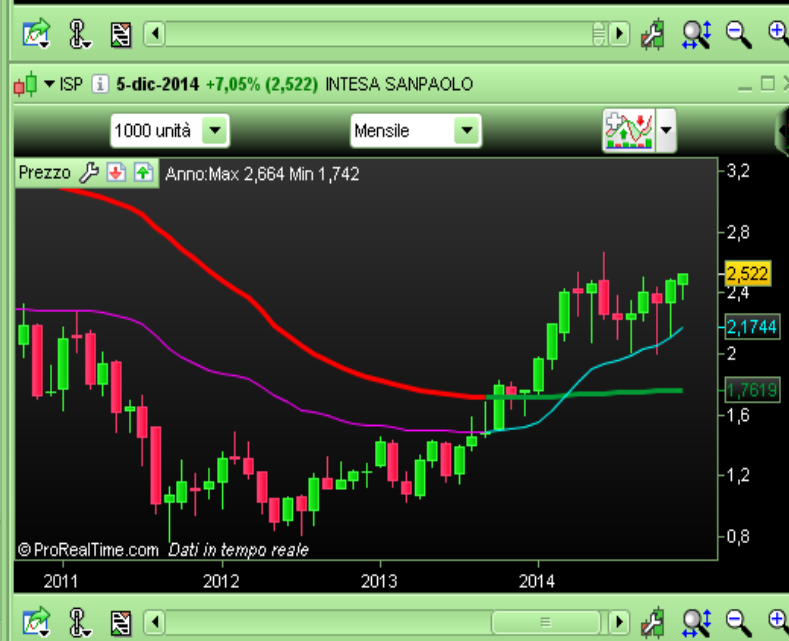 ISP 5-dic-2014 +7,05% (2,522) INTESA SANPAOLO
1000 unità Mensile
Prezzo Anno:Max 2,664 Min 1,742
3,2
2,8
2,522
2,4
2,1744
2
1,7619
1,6
1,2
0,8
© ProRealTime.com Dati in tempo reale
2011 2012 2013 2014